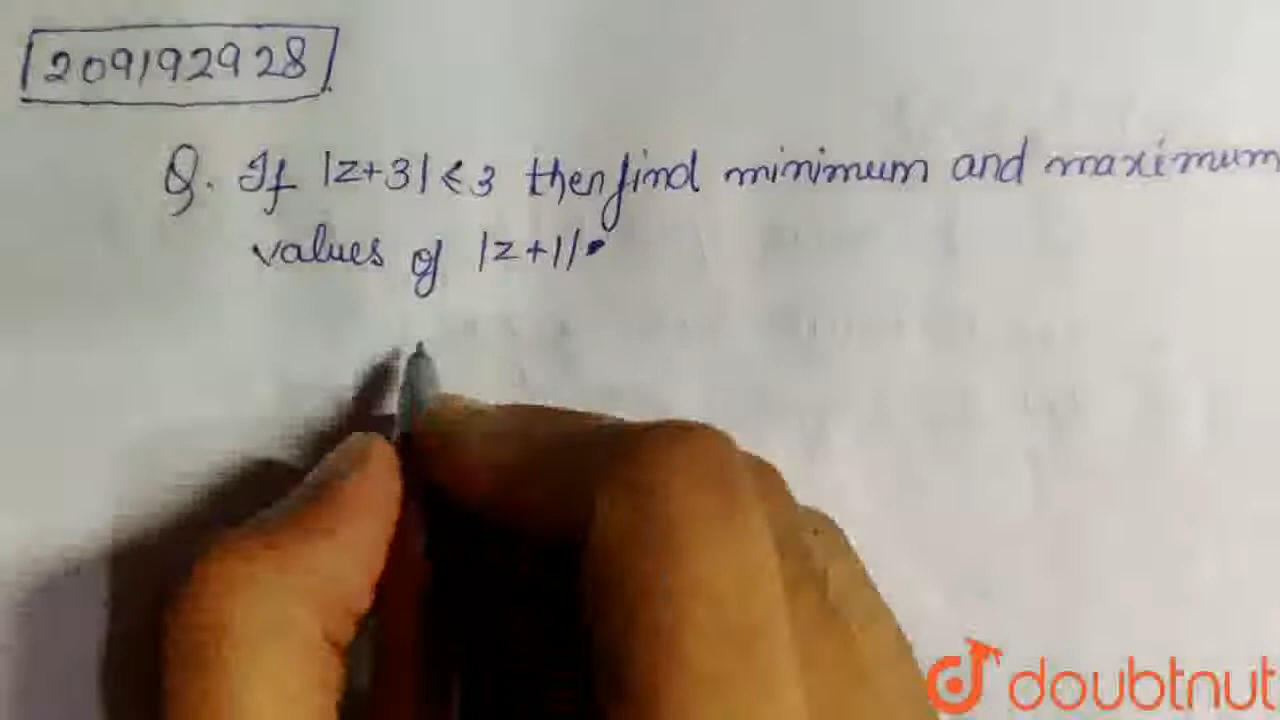 209192928
Q. If |z+3| ≤ 3 then find minimum and maximum
values of |z+1|.
doubtnut